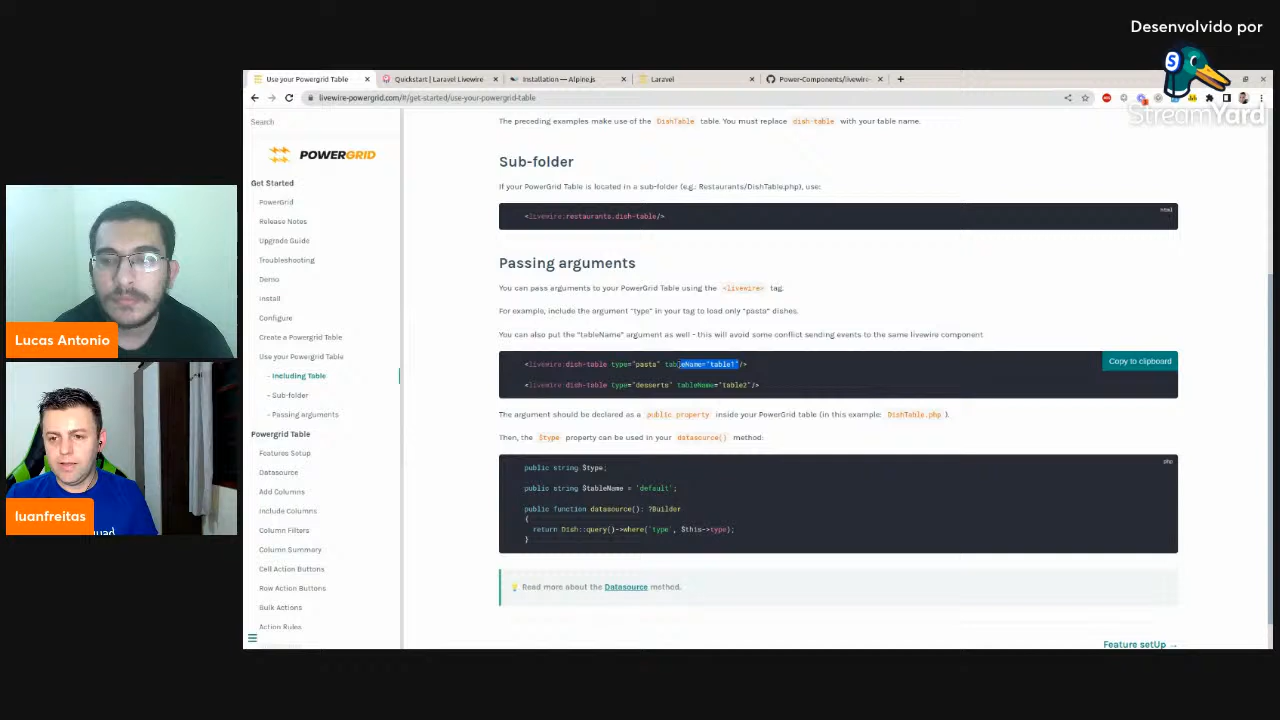 Desenvolvido por
StreamYard
Use your Powergrid Table
Quickstart | Laravel Livewire
Installation — Alpine.js
Laravel
Power-Components/livewire-
livewire-powergrid.com/#/get-started/use-your-powergrid-table
Search
POWERGRID
Get Started
PowerGrid
Release Notes
Upgrade Guide
Troubleshooting
Demo
Install
Configure
Create a Powergrid Table
Use your Powergrid Table
- Including Table
- Sub-folder
- Passing arguments
Powergrid Table
Features Setup
Datasource
Add Columns
Include Columns
Column Filters
Column Summary
Cell Action Buttons
Row Action Buttons
Bulk Actions
Action Rules
The preceding examples make use of the DishTable table. You must replace dish-table with your table name.
Sub-folder
If your PowerGrid Table is located in a sub-folder (e.g.: Restaurants/DishTable.php), use:
html
<livewire:restaurants.dish-table/>
Passing arguments
You can pass arguments to your PowerGrid Table using the <livewire> tag.
For example, include the argument "type" in your tag to load only "pasta" dishes.
You can also put the "tableName" argument as well - this will avoid some conflict sending events to the same livewire component
Copy to clipboard
<livewire:dish-table type="pasta" tableName="table1"/>
<livewire:dish-table type="desserts" tableName="table2"/>
The argument should be declared as a public property inside your PowerGrid table (in this example: DishTable.php ).
Then, the $type property can be used in your datasource() method:
php
public string $type;
public string $tableName = 'default';
public function datasource(): ?Builder
{
return Dish::query()->where('type', $this->type);
}
💡 Read more about the Datasource method.
Feature setUp →
Lucas Antonio
luanfreitas